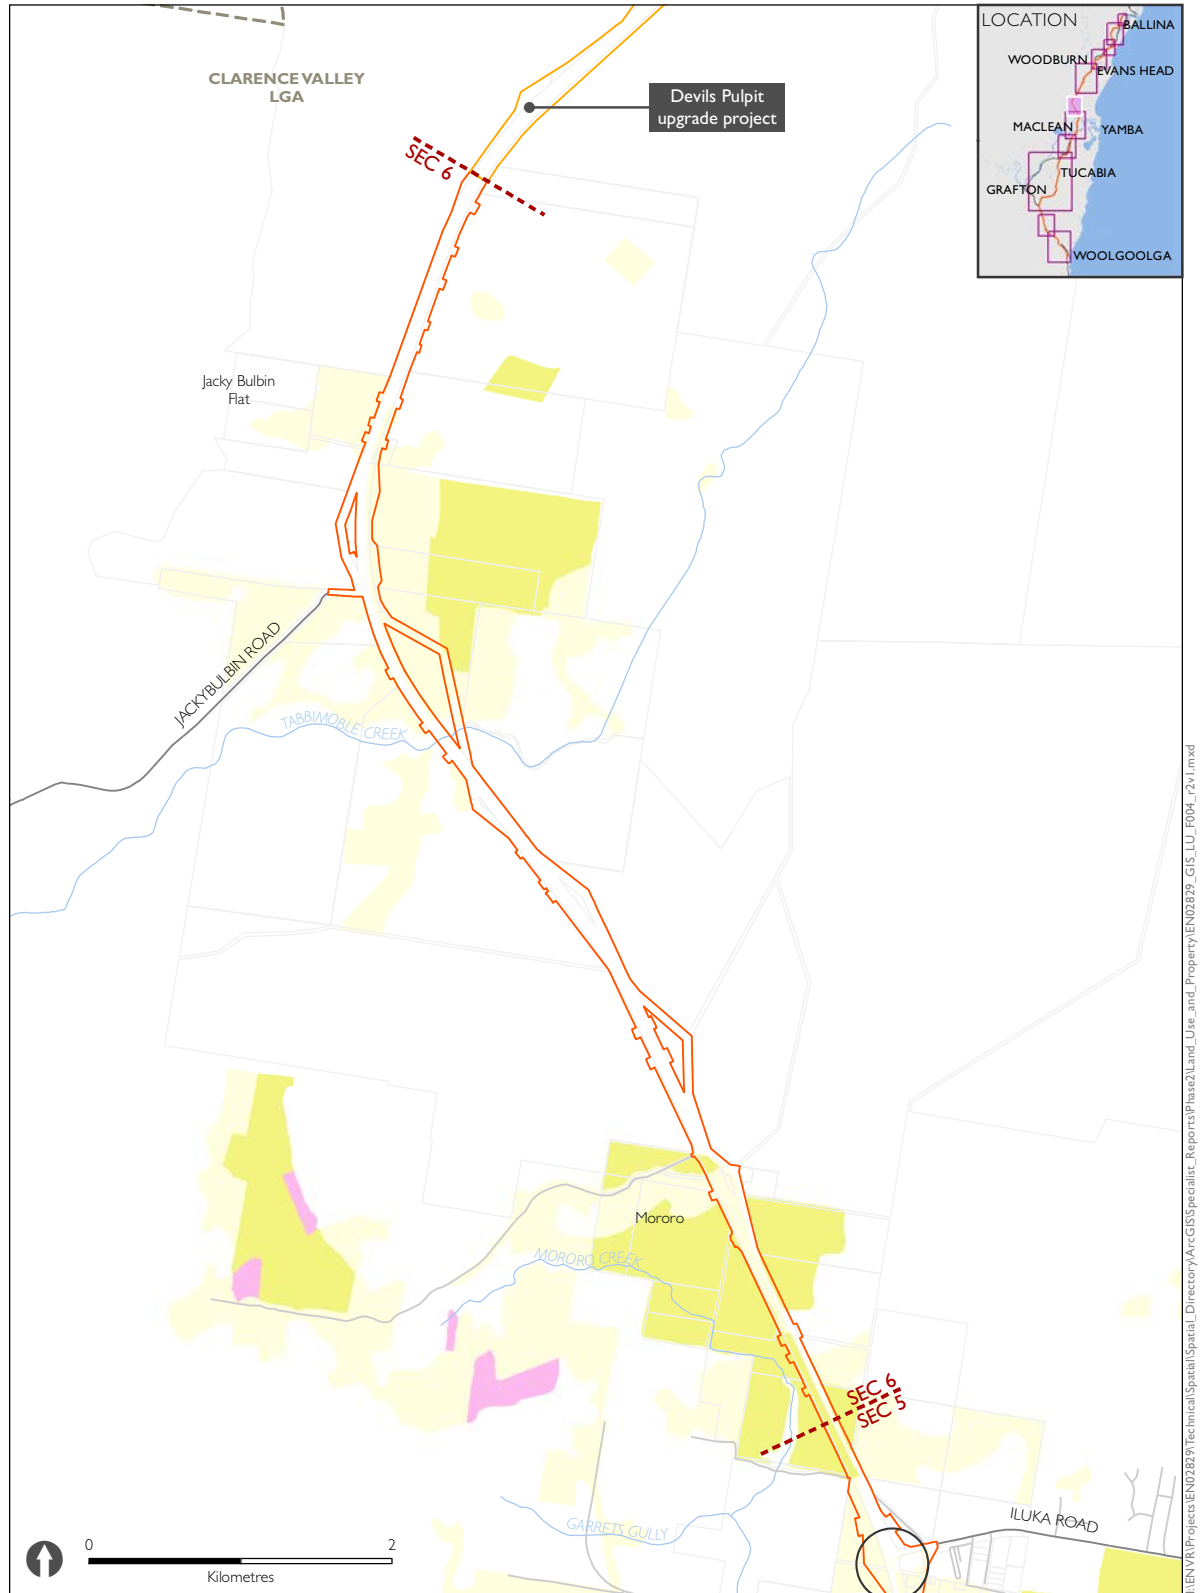 LOCATION
BALLINA
WOODBURN
EVANS HEAD
MACLEAN
YAMBA
TUCABIA
GRAFTON
WOOLGOOLGA
CLARENCE VALLEY
LGA
Devils Pulpit
upgrade project
SEC 6
Jacky Bulbin
Flat
JACKYBULBIN ROAD
TABBIMOBLE CREEK
Mororo
MORORO CREEK
SEC 6
SEC 5
GARRETS GULLY
ILUKA ROAD
0 2
Kilometres
ENVR\Projects\EN02829\Technical\Spatial\Spatial_Directory\ArcGIS\Specialist_Reports\Phase2\Land_Use_and_Property\EN02829_GIS_LU_F004_r2v1.mxd